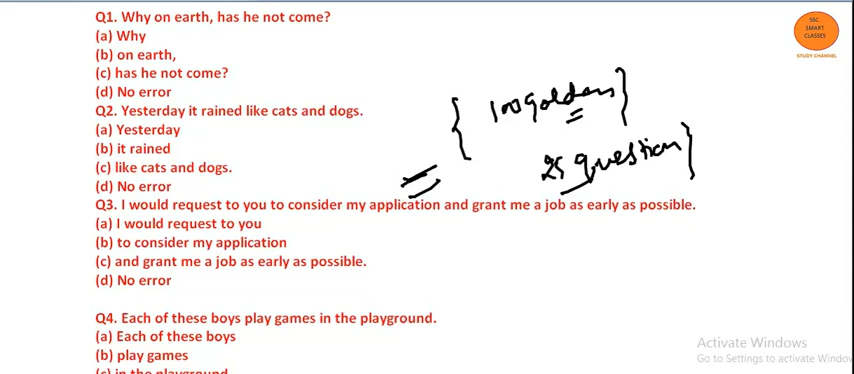 Q1. Why on earth, has he not come?
(a) Why
(b) on earth,
(c) has he not come?
(d) No error
Q2. Yesterday it rained like cats and dogs.
(a) Yesterday
(b) it rained
(c) like cats and dogs.
(d) No error
Q3. I would request to you to consider my application and grant me a job as early as possible.
(a) I would request to you
(b) to consider my application
(c) and grant me a job as early as possible.
(d) No error
Q4. Each of these boys play games in the playground.
(a) Each of these boys
(b) play games
(c) in the playground
SSC
SMART
CLASSES
STUDY CHANNEL
100 golden
25 question
Activate Windows
Go to Settings to activate Window